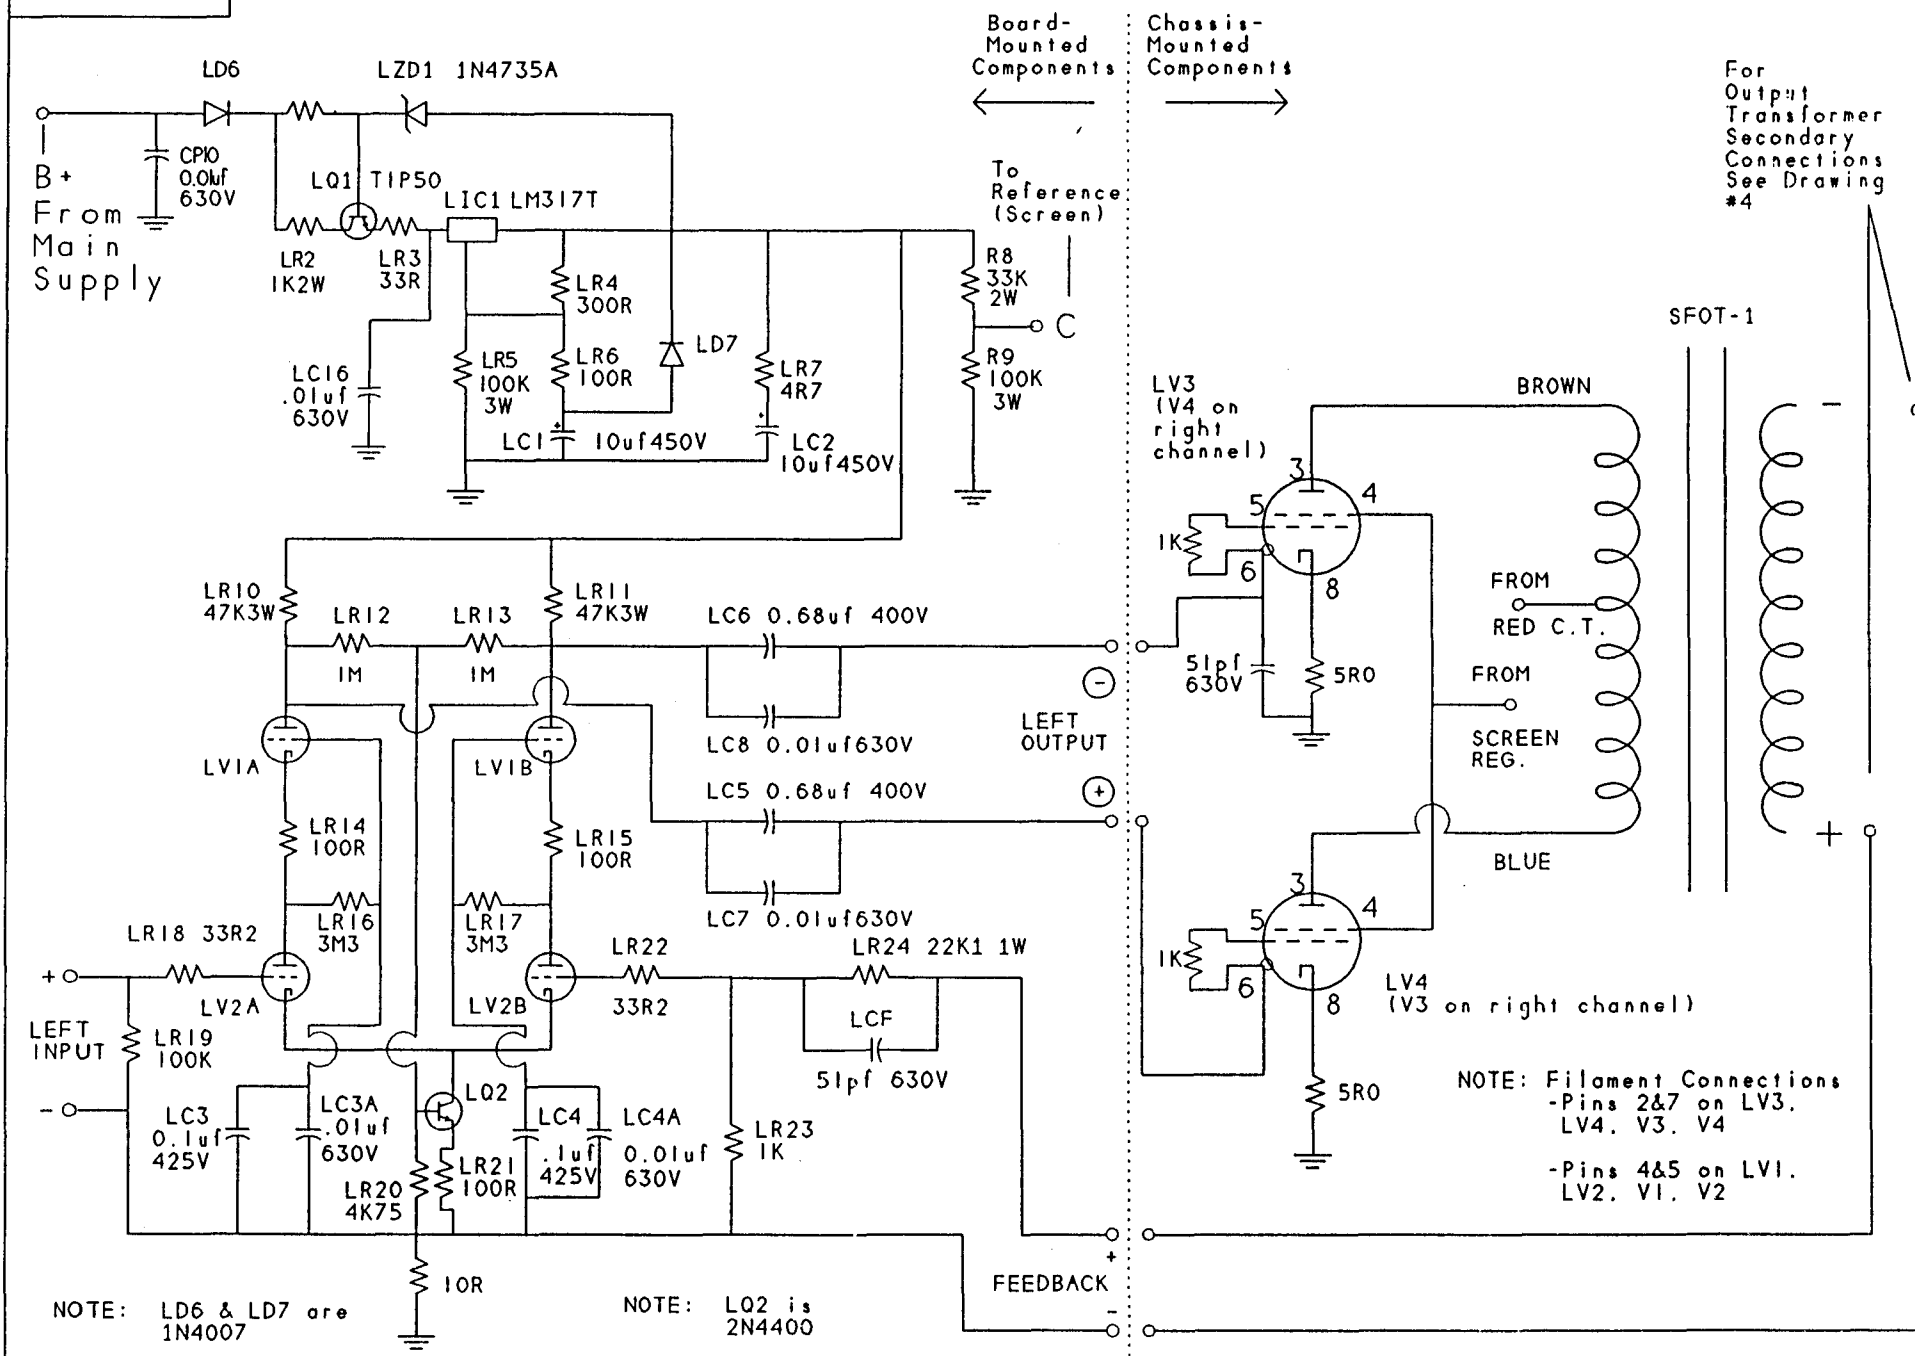 Board-
Mounted
Components
Chassis-
Mounted
Components
For
Output
Transformer
Secondary
Connections
See Drawing
#4
LD6
LZD1 1N4735A
B+
From
Main
Supply
CP10
0.01uf
630V
LQ1 TIP50
LIC1 LM317T
To
Reference
(Screen)
LR2
1K2W
LR3
33R
LR4
300R
R8
33K
2W
C
SFOT-1
LC16
.01uf
630V
LR5
100K
3W
LR6
100R
LD7
LR7
4R7
R9
100K
3W
+
LC1
10uf450V
+
LC2
10uf450V
LV3
(V4 on
right
channel)
BROWN
-
3
5
4
1K
6
8
LR10
47K3W
LR12
1M
LR13
1M
LR11
47K3W
LC6 0.68uf 400V
FROM
RED C.T.
51pf
630V
5R0
FROM
SCREEN
REG.
-
LEFT
OUTPUT
+
LC8 0.01uf630V
LV1A
LV1B
LC5 0.68uf 400V
LR14
100R
LR15
100R
LC7 0.01uf630V
BLUE
+
3
5
4
1K
6
8
LR18 33R2
LR16
3M3
LR17
3M3
LR22
33R2
LR24 22K1 1W
+
LV2A
LV2B
LV4
(V3 on right channel)
LEFT
INPUT
LR19
100K
LCF
51pf 630V
5R0
NOTE: Filament Connections
-Pins 2&7 on LV3,
LV4, V3, V4
-Pins 4&5 on LV1,
LV2, V1, V2
-
LC3
0.1uf
425V
LC3A
.01uf
630V
LQ2
LC4
.1uf
425V
LC4A
0.01uf
630V
LR23
1K
LR20
4K75
LR21
100R
10R
+
FEEDBACK
-
NOTE: LD6 & LD7 are
1N4007
NOTE: LQ2 is
2N4400